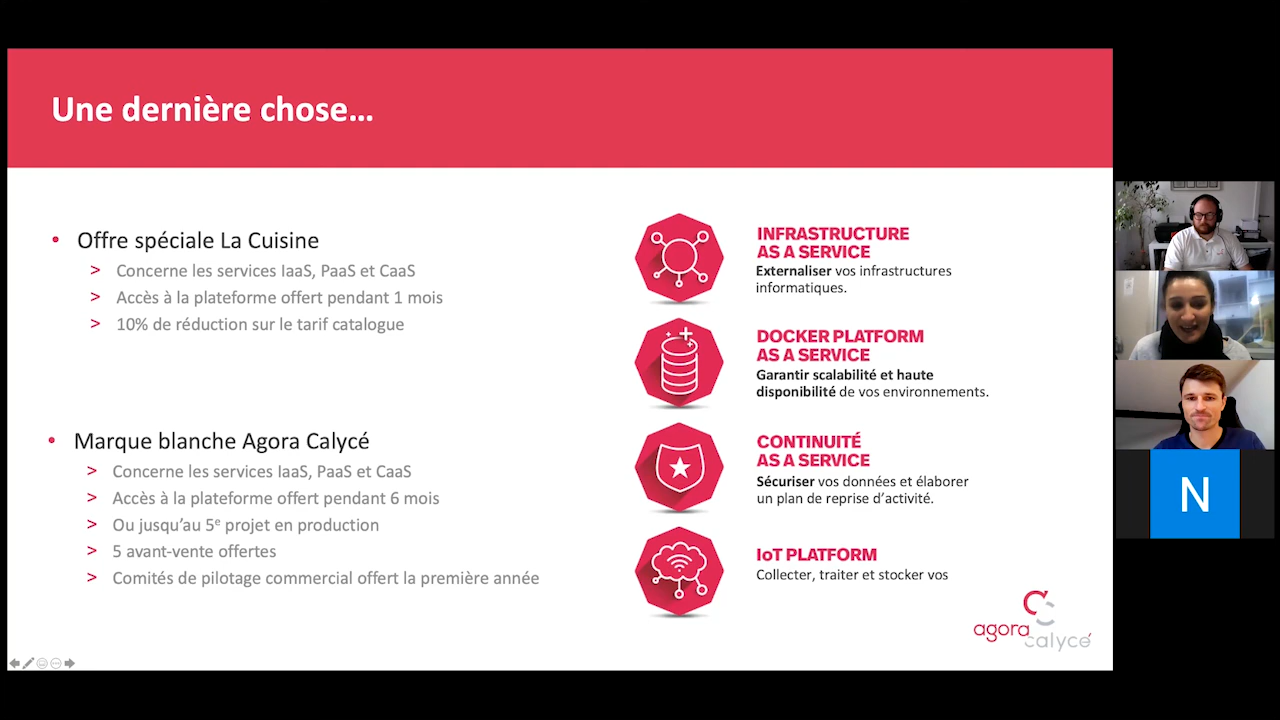 Une dernière chose...
• Offre spéciale La Cuisine
> Concerne les services IaaS, PaaS et CaaS
> Accès à la plateforme offert pendant 1 mois
> 10% de réduction sur le tarif catalogue
• Marque blanche Agora Calycé
> Concerne les services IaaS, PaaS et CaaS
> Accès à la plateforme offert pendant 6 mois
> Ou jusqu'au 5e projet en production
> 5 avant-vente offertes
> Comités de pilotage commercial offert la première année
INFRASTRUCTURE
AS A SERVICE
Externaliser vos infrastructures
informatiques.
DOCKER PLATFORM
AS A SERVICE
Garantir scalabilité et haute
disponibilité de vos environnements.
CONTINUITÉ
AS A SERVICE
Sécuriser vos données et élaborer
un plan de reprise d'activité.
IoT PLATFORM
Collecter, traiter et stocker vos
agora
calycé
N